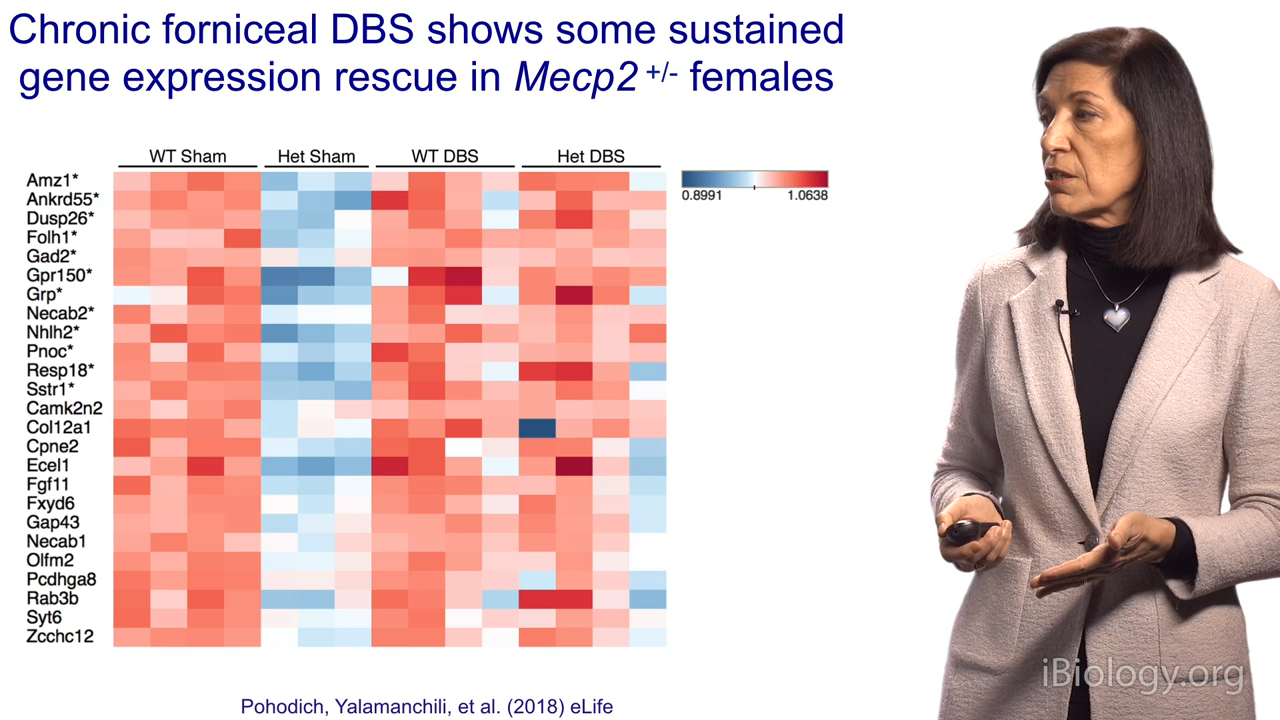 Chronic forniceal DBS shows some sustained
gene expression rescue in Mecp2 +/- females
WT Sham Het Sham WT DBS Het DBS
0.8991 1.0638
Amz1*
Ankrd55*
Dusp26*
Folh1*
Gad2*
Gpr150*
Grp*
Necab2*
Nhlh2*
Pnoc*
Resp18*
Sstr1*
Camk2n2
Col12a1
Cpne2
Ecel1
Fgf11
Fxyd6
Gap43
Necab1
Olfm2
Pcdhga8
Rab3b
Syt6
Zcchc12
Pohodich, Yalamanchili, et al. (2018) eLife
iBiology.org